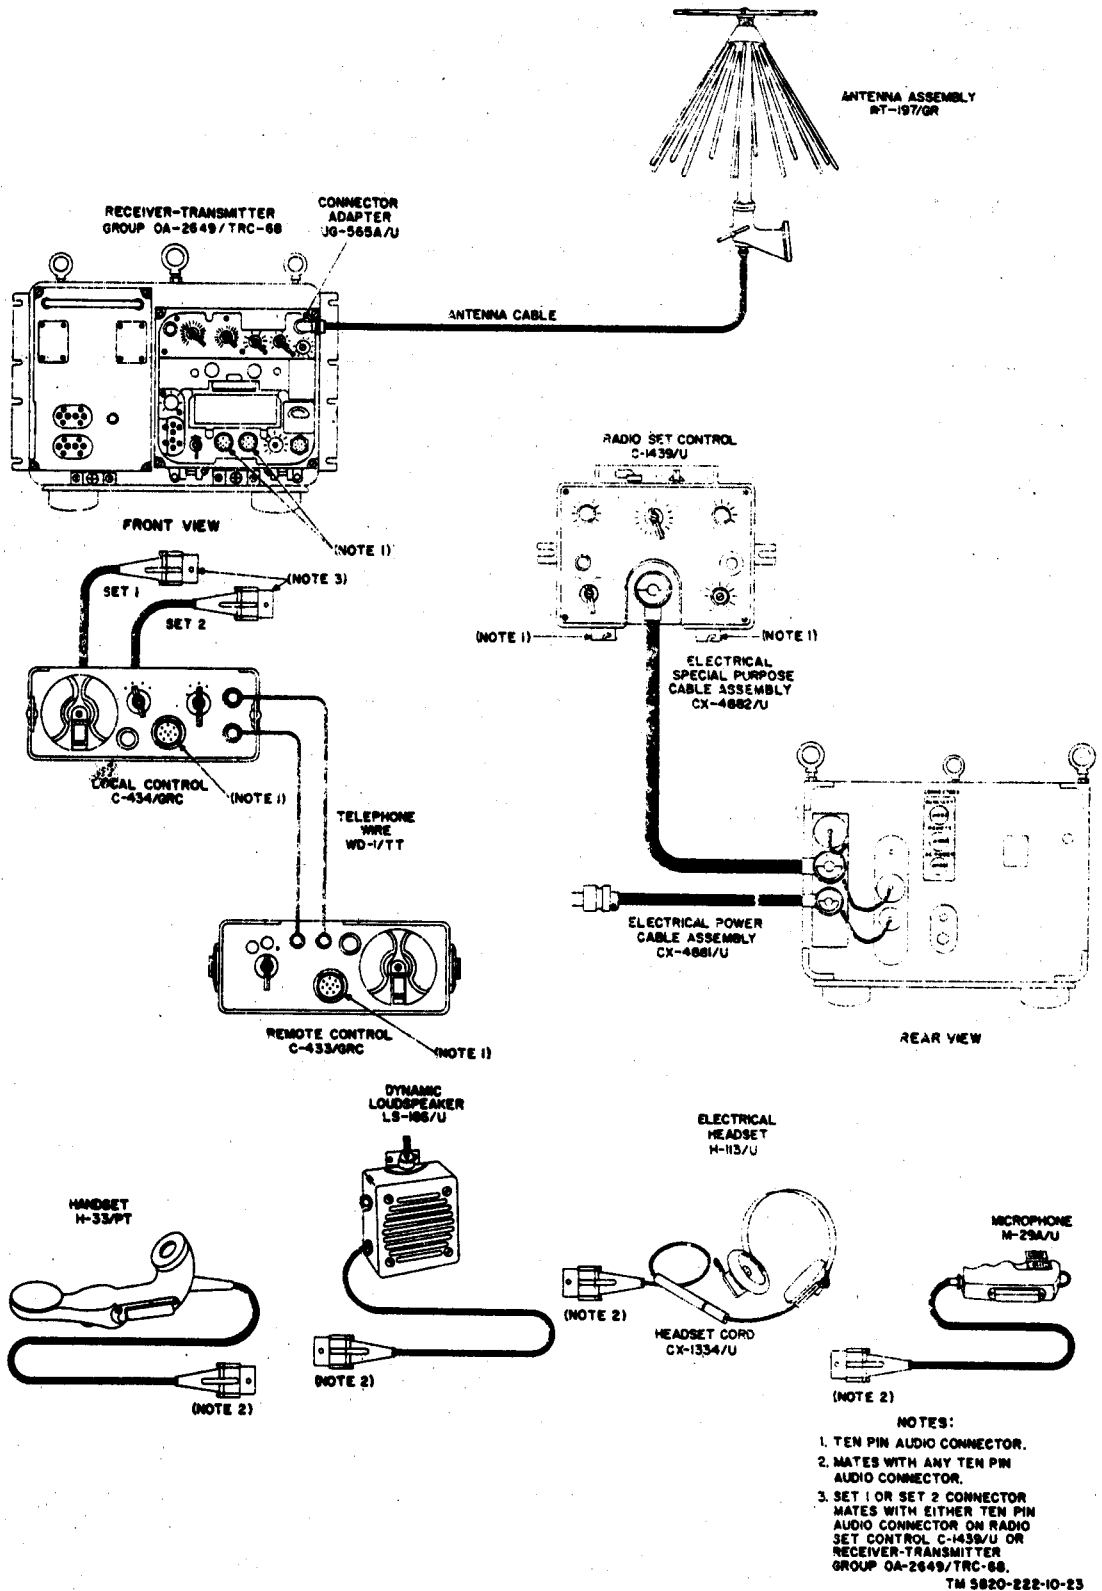 ANTENNA ASSEMBLY
AT-197/GR
RECEIVER-TRANSMITTER
GROUP OA-2649/TRC-68
CONNECTOR
ADAPTER
UG-565A/U
ANTENNA CABLE
FRONT VIEW
(NOTE 1)
RADIO SET CONTROL
C-1439/U
SET 1
(NOTE 3)
SET 2
(NOTE 1)
(NOTE 1)
ELECTRICAL
SPECIAL PURPOSE
CABLE ASSEMBLY
CX-4682/U
LOCAL CONTROL
C-434/GRC
(NOTE 1)
TELEPHONE
WIRE
WD-1/TT
ELECTRICAL POWER
CABLE ASSEMBLY
CX-4681/U
REAR VIEW
REMOTE CONTROL
C-433/GRC
(NOTE 1)
DYNAMIC
LOUDSPEAKER
LS-166/U
ELECTRICAL
HEADSET
H-113/U
HANDSET
H-33/PT
MICROPHONE
M-29A/U
(NOTE 2)
HEADSET CORD
CX-1334/U
(NOTE 2)
(NOTE 2)
(NOTE 2)
NOTES:
1. TEN PIN AUDIO CONNECTOR.
2. MATES WITH ANY TEN PIN
AUDIO CONNECTOR.
3. SET 1 OR SET 2 CONNECTOR
MATES WITH EITHER TEN PIN
AUDIO CONNECTOR ON RADIO
SET CONTROL C-1439/U OR
RECEIVER-TRANSMITTER
GROUP OA-2649/TRC-68.
TM 5820-222-10-23